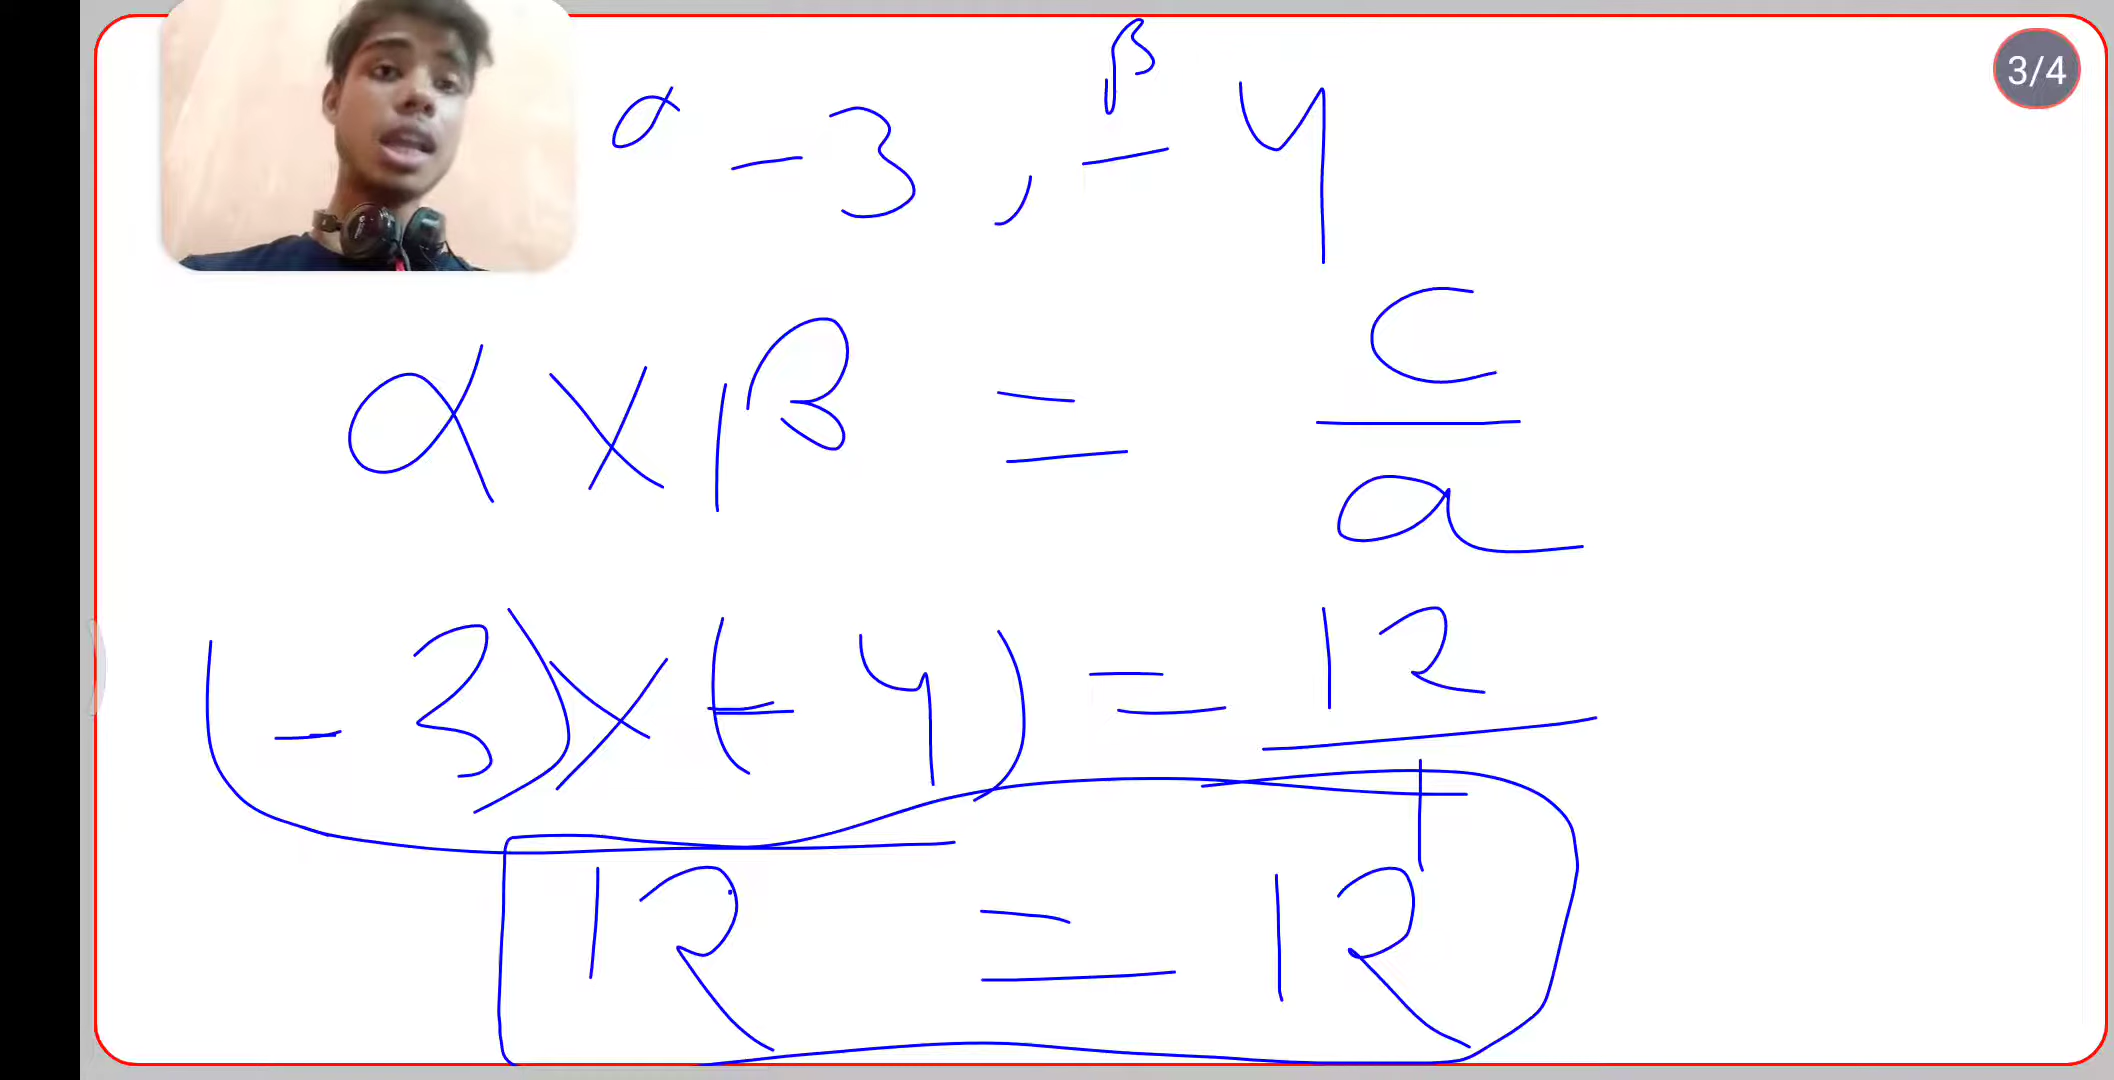 3/4
α β
-3, -4
α × β = c/a
(-3) × (-4) = 12/1
12 = 12